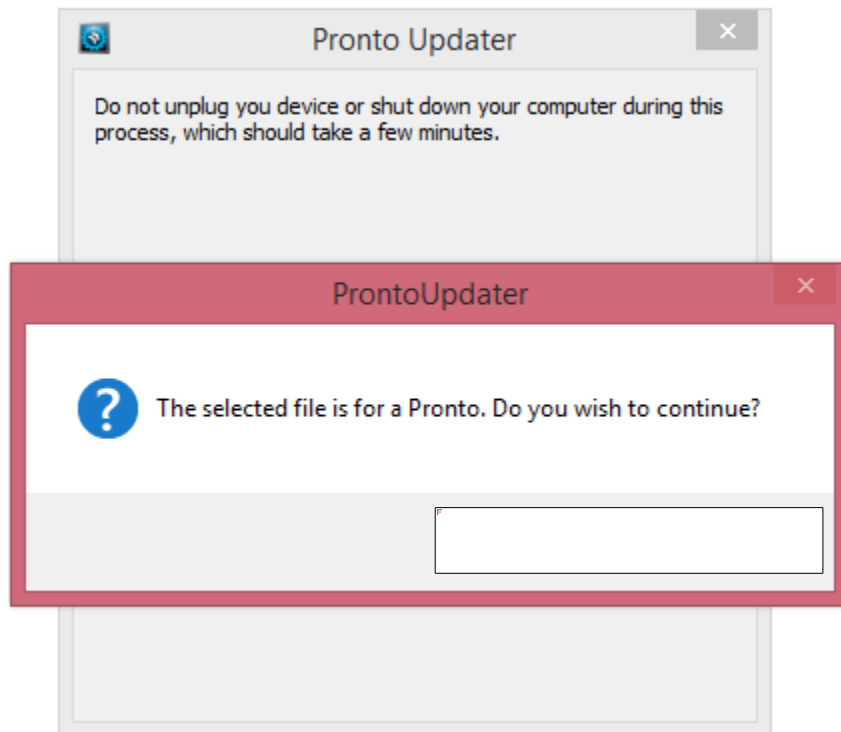 Pronto Updater
Do not unplug you device or shut down your computer during this
process, which should take a few minutes.
ProntoUpdater
The selected file is for a Pronto. Do you wish to continue?